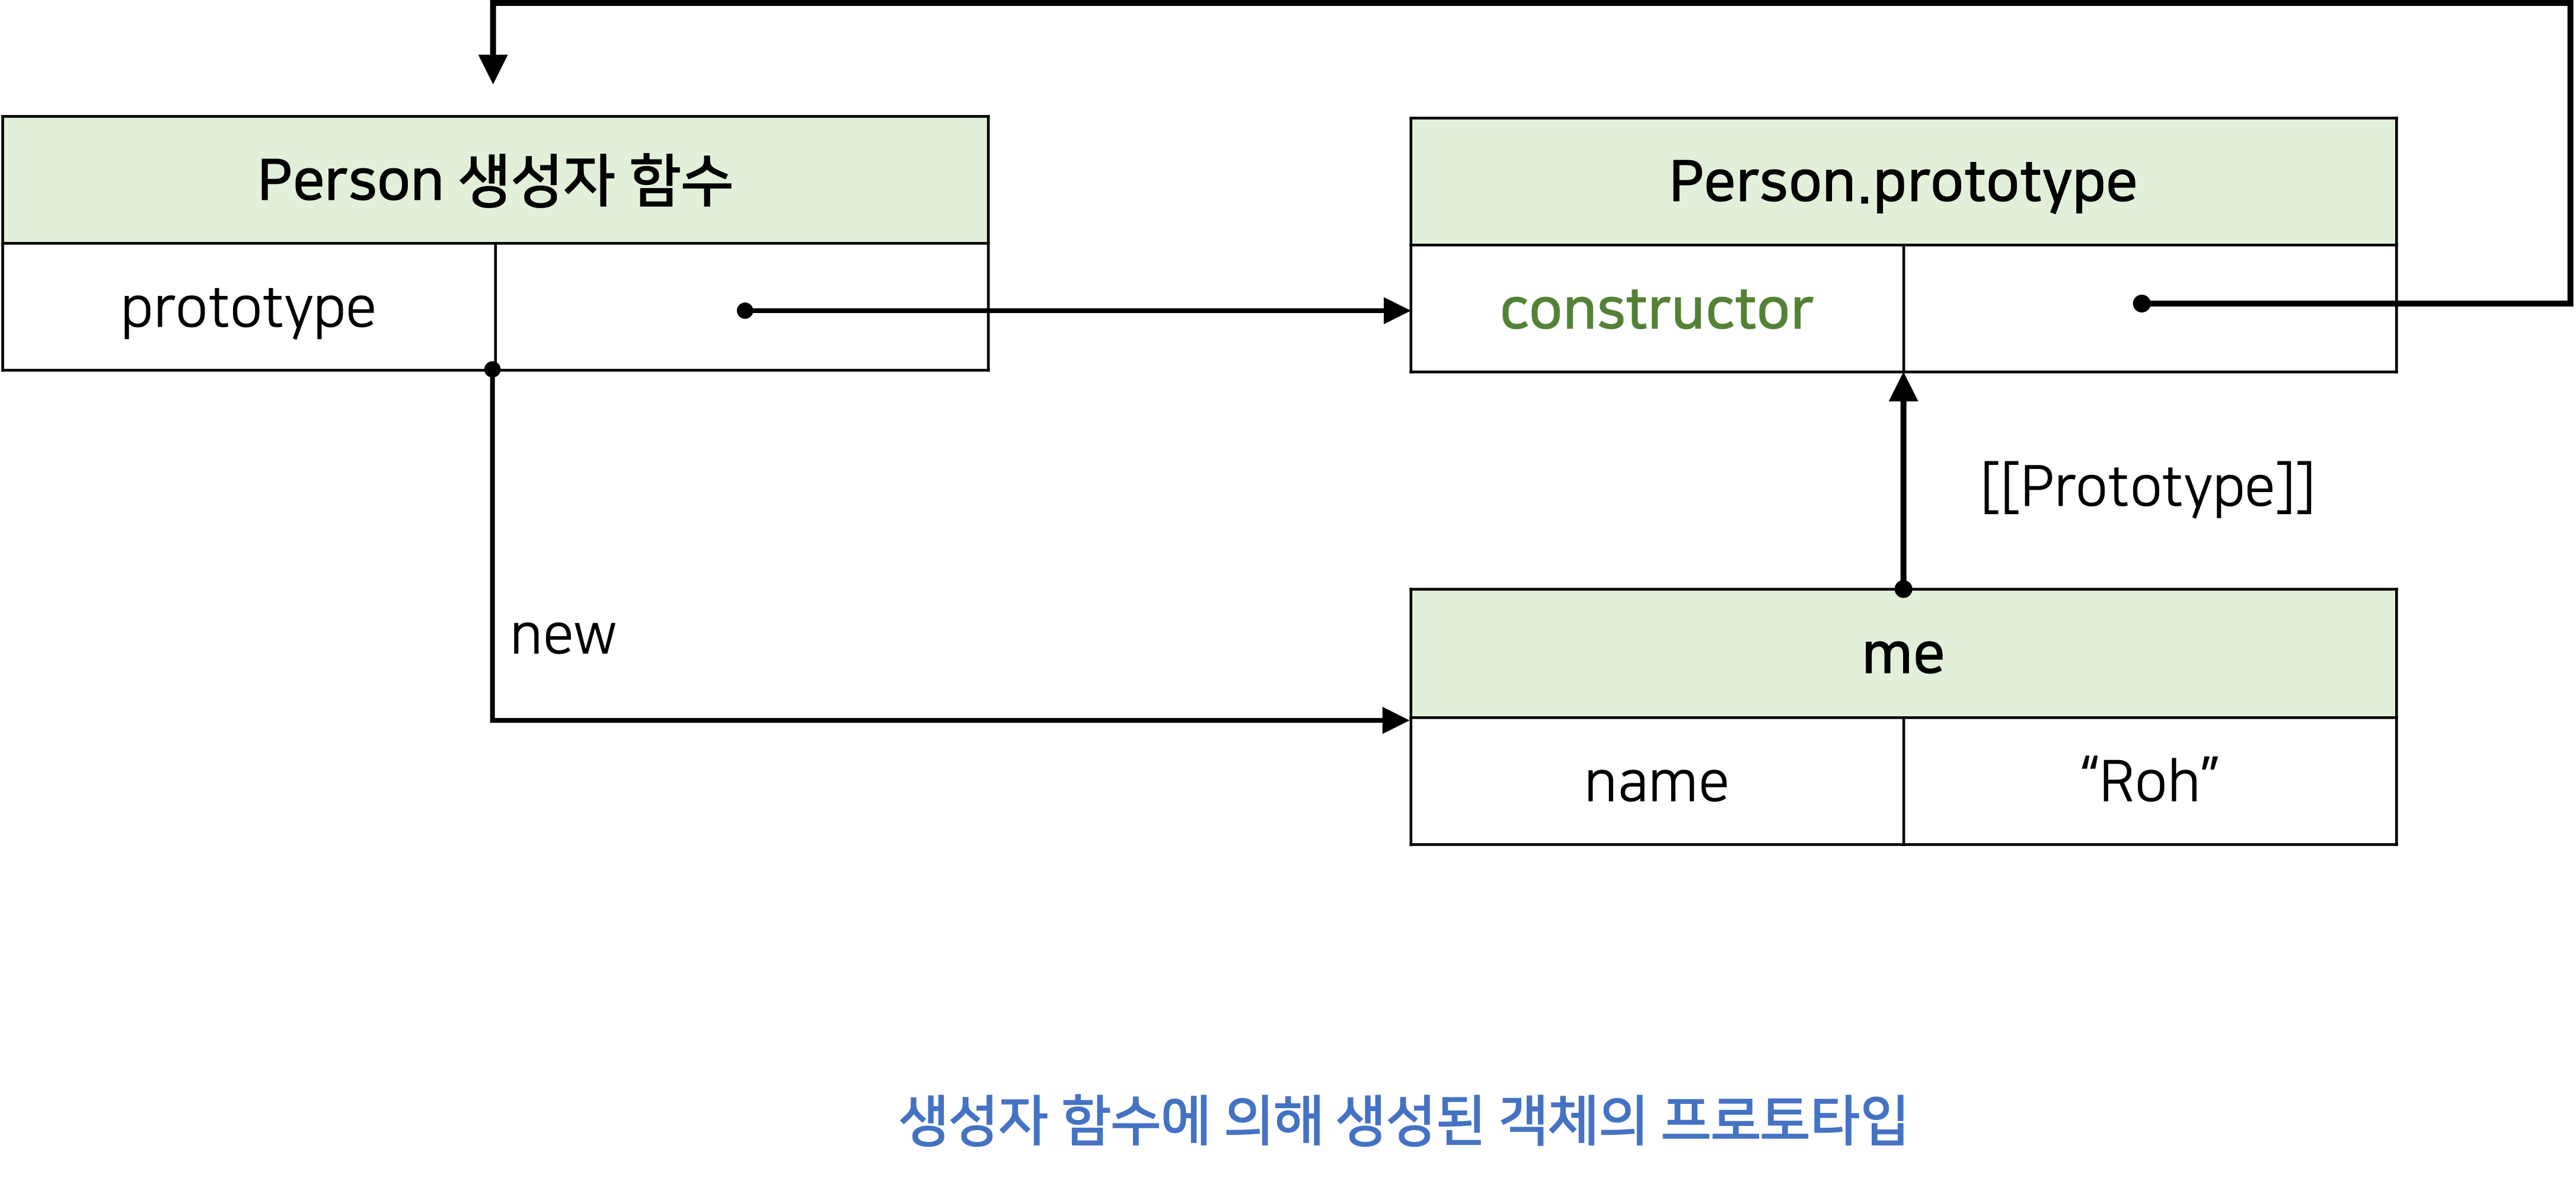 Person 생성자 함수
Person.prototype
prototype
constructor
[[Prototype]]
new
me
name
“Roh”
생성자 함수에 의해 생성된 객체의 프로토타입